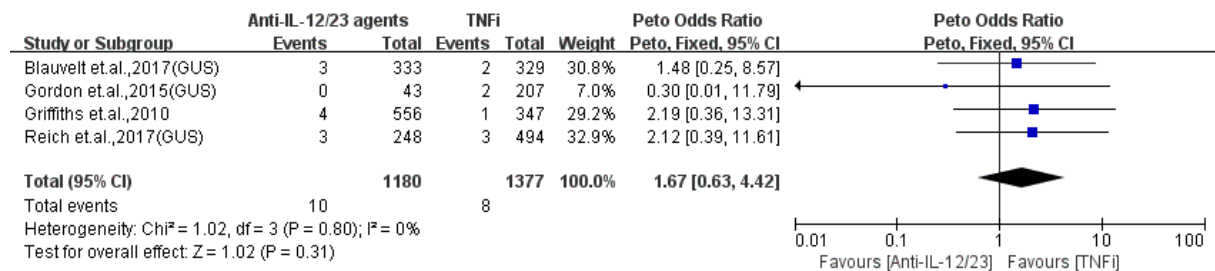 Anti-IL-12/23 agents TNFi Peto Odds Ratio Peto Odds Ratio
Study or Subgroup Events Total Events Total Weight Peto, Fixed, 95% CI Peto, Fixed, 95% CI
Blauvelt et.al.,2017(GUS) 3 333 2 329 30.8% 1.48 [0.25, 8.57]
Gordon et.al.2015(GUS) 0 43 2 207 7.0% 0.30 [0.01, 11.79]
Griffiths et.al.,2010 4 556 1 347 29.2% 2.19 [0.36, 13.31]
Reich et.al.,2017(GUS) 3 248 3 494 32.9% 2.12 [0.39, 11.61]
Total (95% CI) 1180 1377 100.0% 1.67 [0.63, 4.42]
Total events 10 8
Heterogeneity: Chi² = 1.02, df = 3 (P = 0.80); I² = 0%
Test for overall effect: Z = 1.02 (P = 0.31)
0.01 0.1 1 10 100
Favours [Anti-IL-12/23] Favours [TNFi]